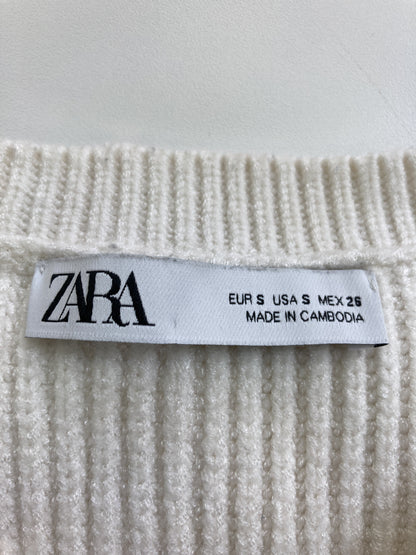 ZARA
EUR S USA S MEX 26
MADE IN CAMBODIA